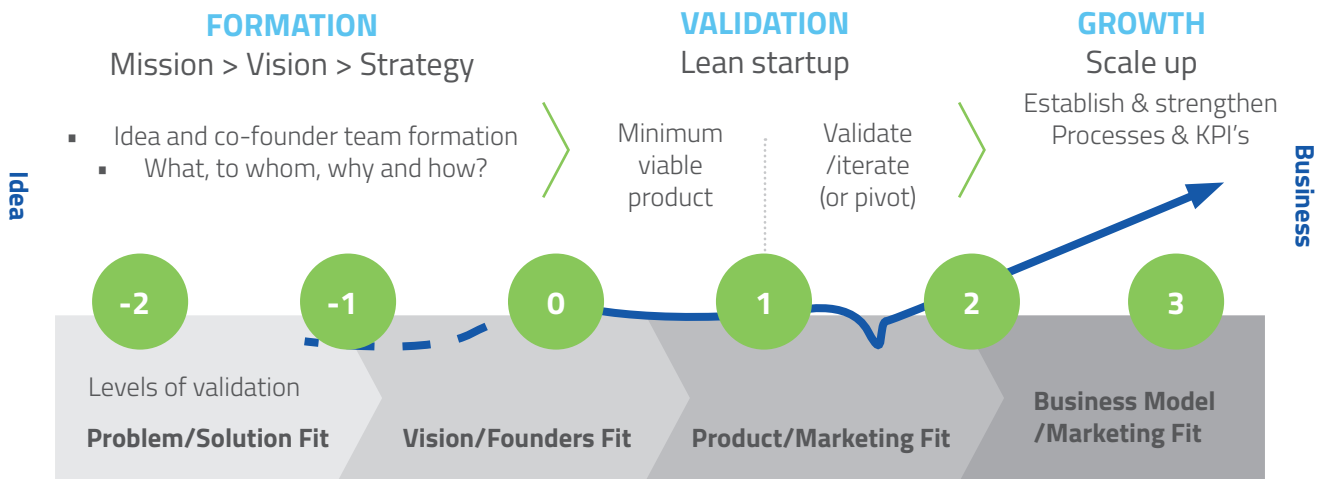 FORMATION
Mission > Vision > Strategy
▪ Idea and co-founder team formation
▪ What, to whom, why and how?
VALIDATION
Lean startup
Minimum
viable
product
Validate
/iterate
(or pivot)
GROWTH
Scale up
Establish & strengthen
Processes & KPI's
Idea
Business
-2
-1
0
1
2
3
Levels of validation
Problem/Solution Fit
Vision/Founders Fit
Product/Marketing Fit
Business Model
/Marketing Fit